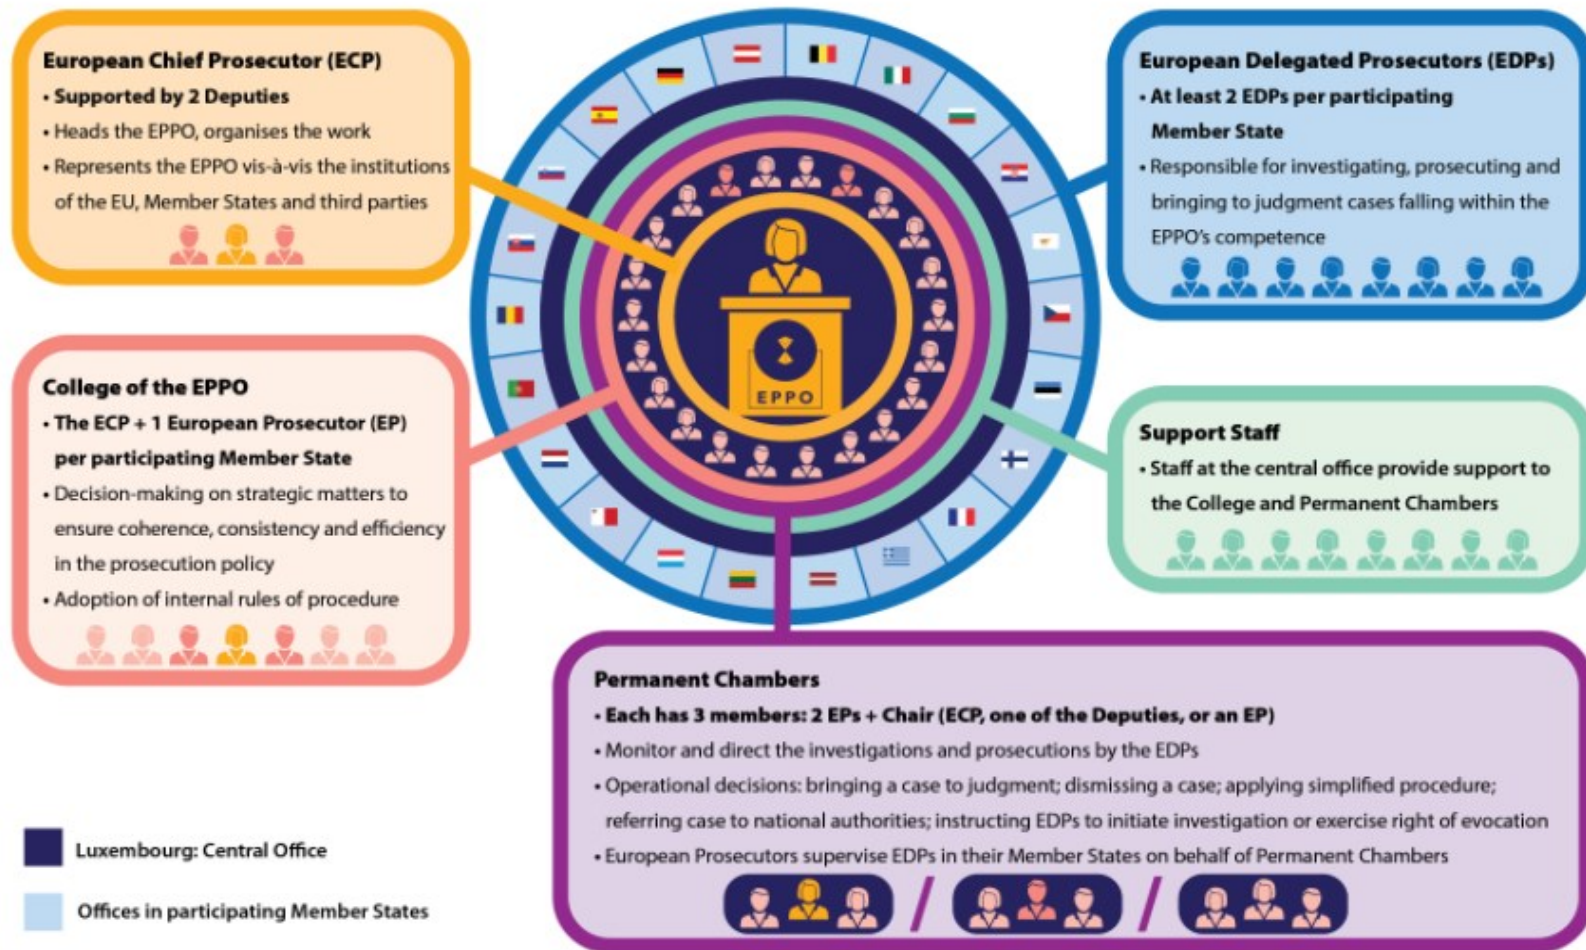 European Chief Prosecutor (ECP)
• Supported by 2 Deputies
• Heads the EPPO, organises the work
• Represents the EPPO vis-à-vis the institutions
of the EU, Member States and third parties
College of the EPPO
• The ECP + 1 European Prosecutor (EP)
per participating Member State
• Decision-making on strategic matters to
ensure coherence, consistency and efficiency
in the prosecution policy
• Adoption of internal rules of procedure
EPPO
European Delegated Prosecutors (EDPs)
• At least 2 EDPs per participating
Member State
• Responsible for investigating, prosecuting and
bringing to judgment cases falling within the
EPPO's competence
Support Staff
• Staff at the central office provide support to
the College and Permanent Chambers
Permanent Chambers
• Each has 3 members: 2 EPs + Chair (ECP, one of the Deputies, or an EP)
• Monitor and direct the investigations and prosecutions by the EDPs
• Operational decisions: bringing a case to judgment; dismissing a case; applying simplified procedure;
referring case to national authorities; instructing EDPs to initiate investigation or exercise right of evocation
• European Prosecutors supervise EDPs in their Member States on behalf of Permanent Chambers
Luxembourg: Central Office
Offices in participating Member States